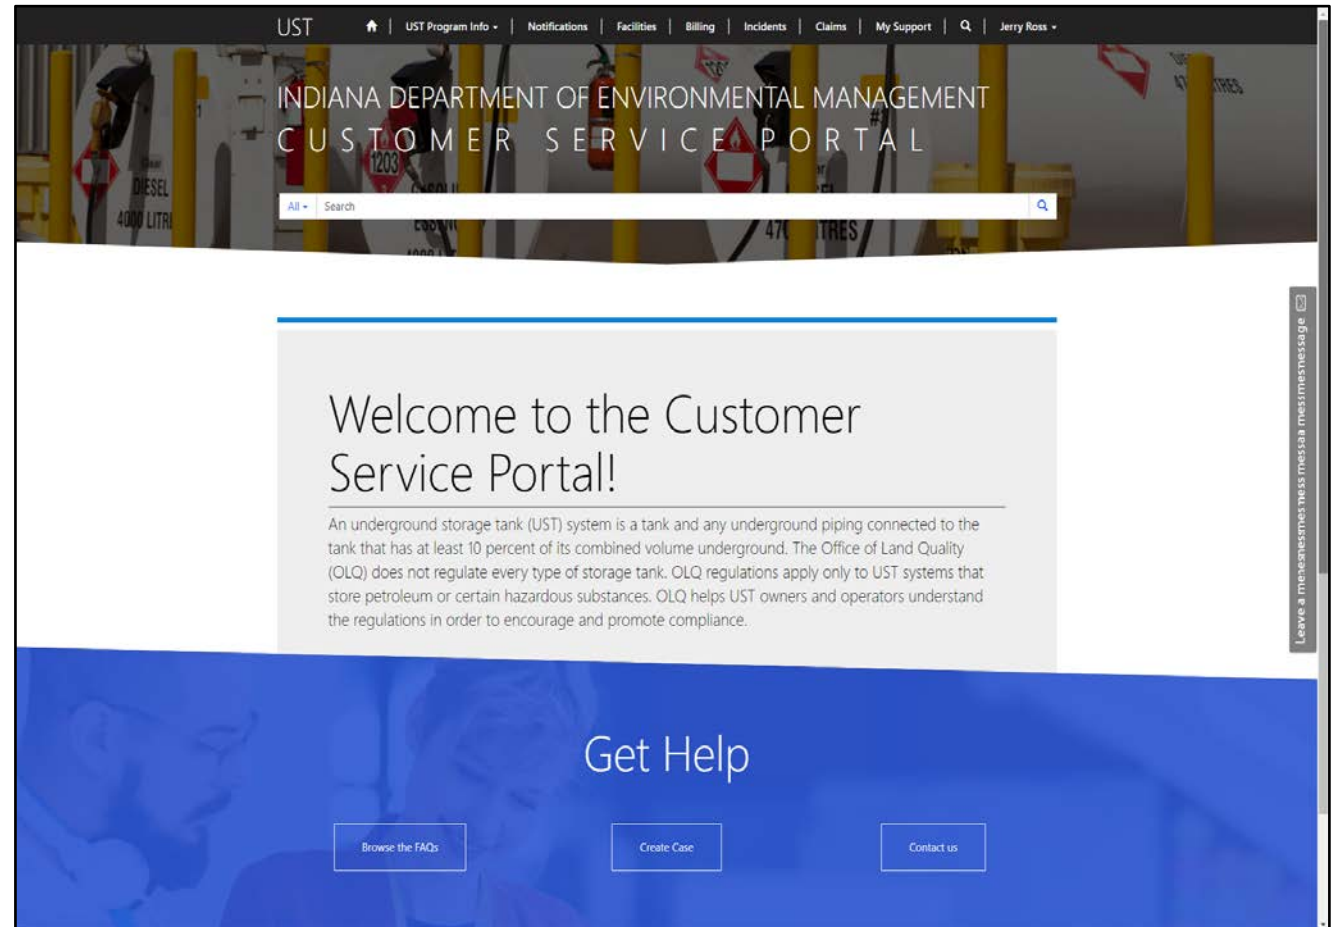 UST
UST Program Info
Notifications
Facilities
Billing
Incidents
Claims
My Support
Jerry Ross
INDIANA DEPARTMENT OF ENVIRONMENTAL MANAGEMENT
CUSTOMER SERVICE PORTAL
#1
1203
DIESEL
4000 LITR
All
Search
Welcome to the Customer
Service Portal!
An underground storage tank (UST) system is a tank and any underground piping connected to the
tank that has at least 10 percent of its combined volume underground. The Office of Land Quality
(OLQ) does not regulate every type of storage tank. OLQ regulations apply only to UST systems that
store petroleum or certain hazardous substances. OLQ helps UST owners and operators understand
the regulations in order to encourage and promote compliance.
Leave a
Get Help
Browse the FAQs
Create Case
Contact us